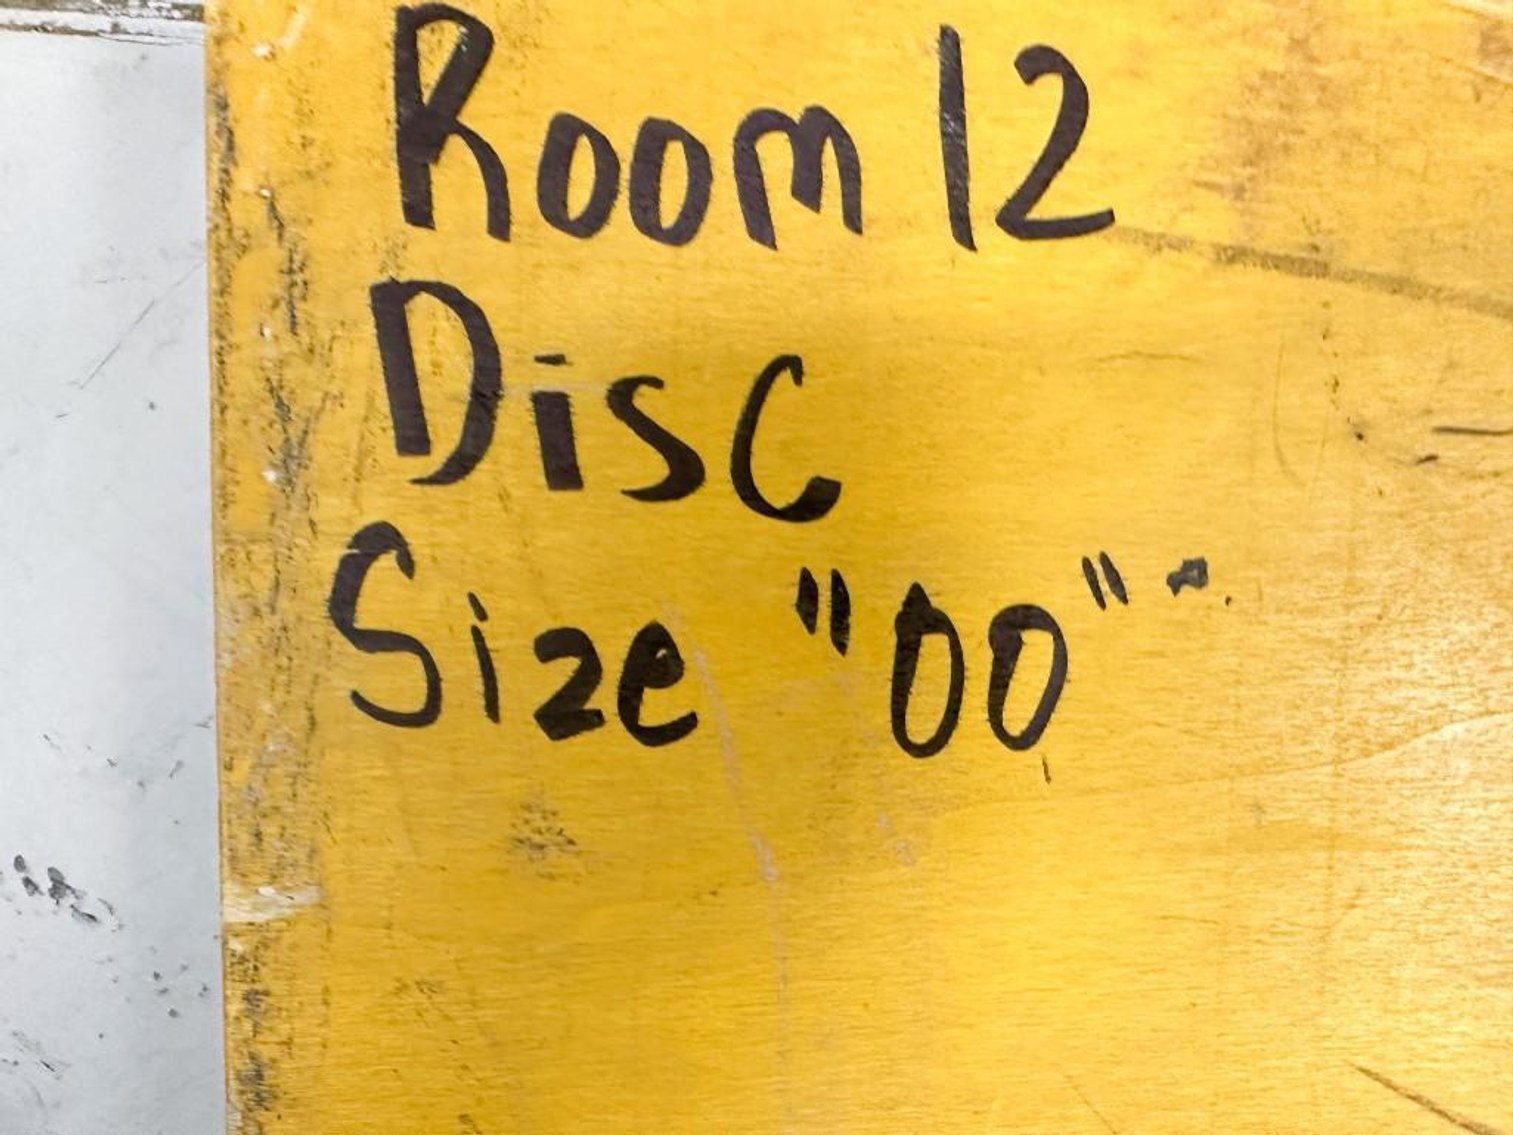 Room 12
Disc
Size "00"